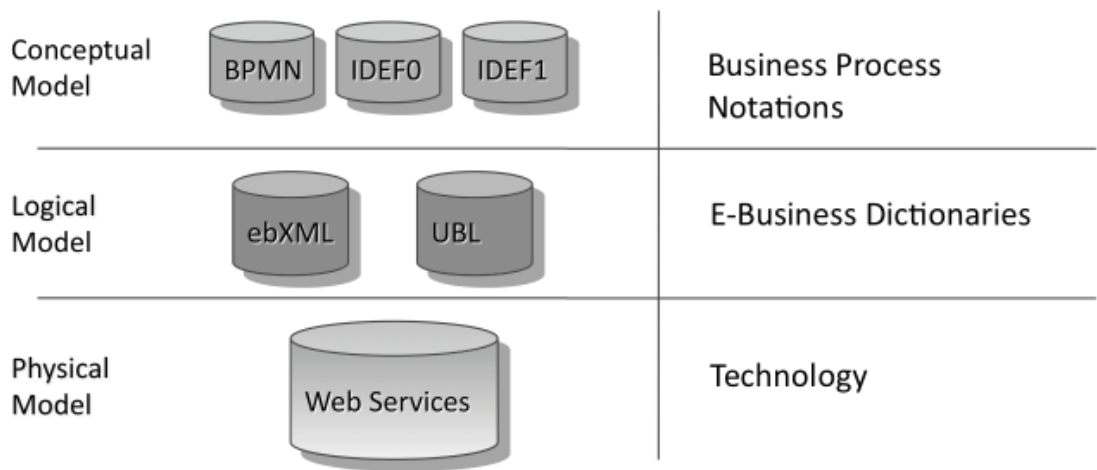 Conceptual
Model
BPMN
IDEF0
IDEF1
Business Process
Notations
Logical
Model
ebXML
UBL
E-Business Dictionaries
Physical
Model
Web Services
Technology